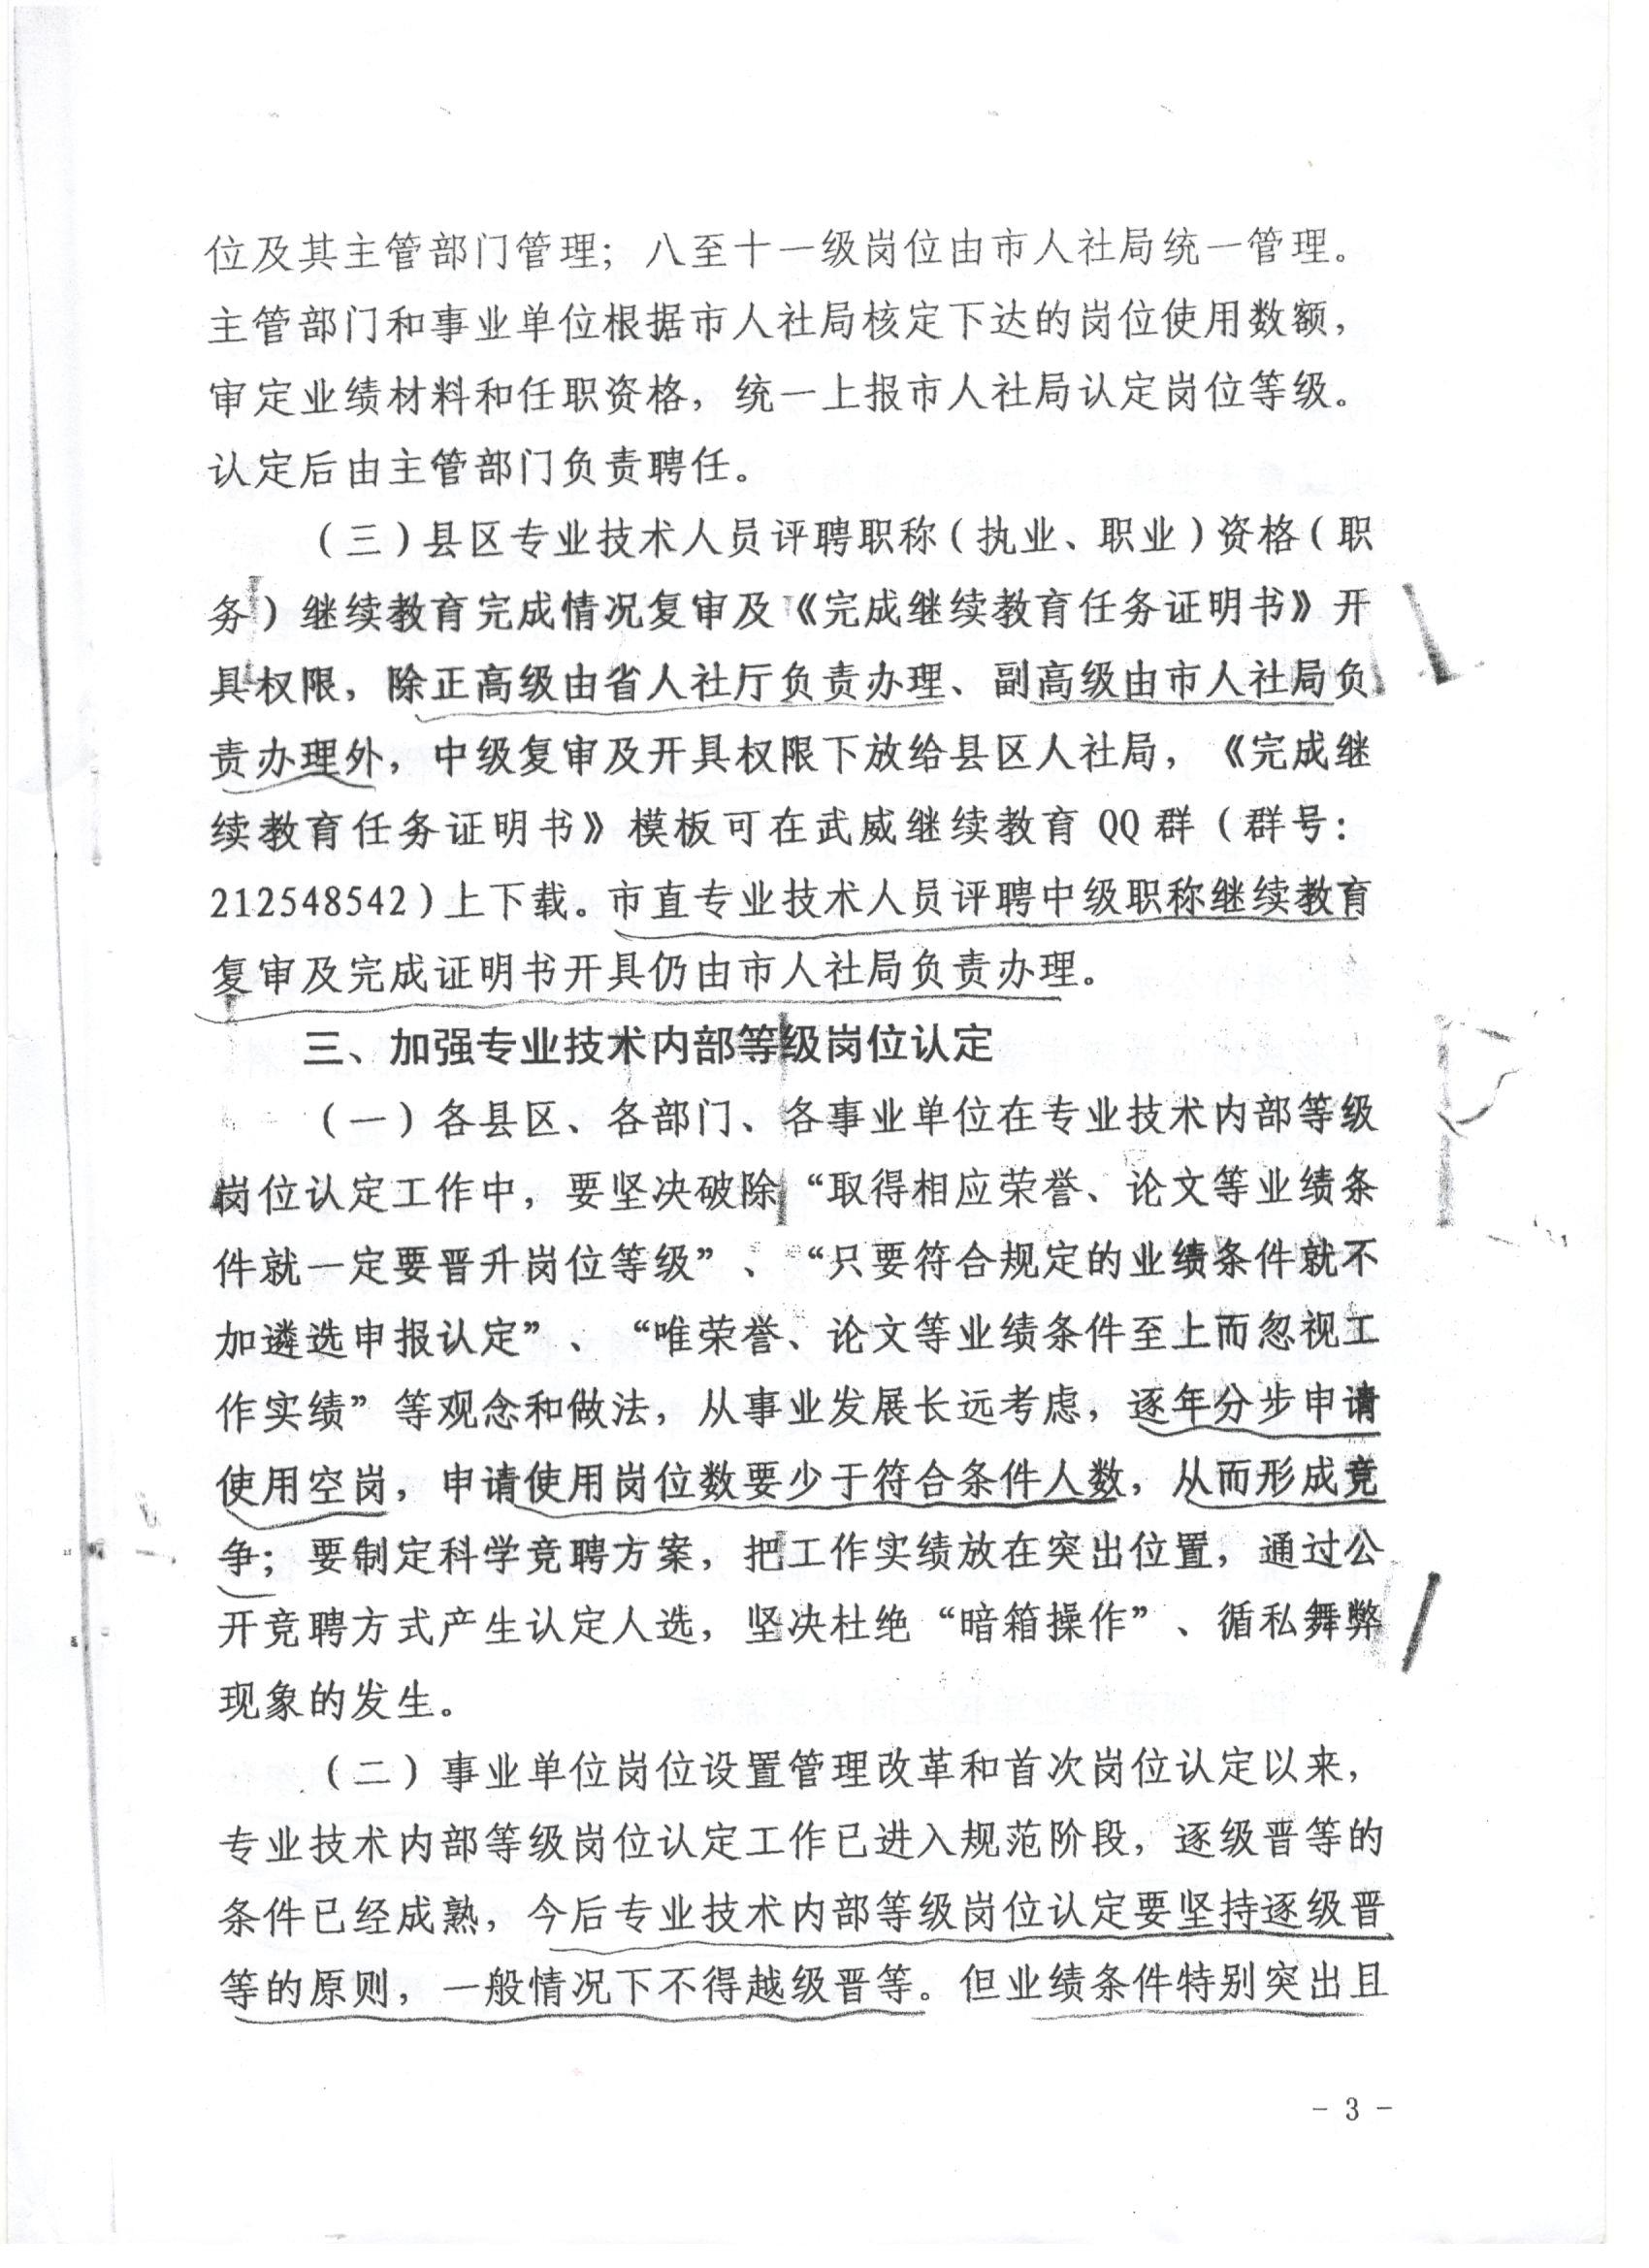 位及其主管部门管理；八至十一级岗位由市人社局统一管理。
主管部门和事业单位根据市人社局核定下达的岗位使用数额，
审定业绩材料和任职资格，统一上报市人社局认定岗位等级。
认定后由主管部门负责聘任。
（三）县区专业技术人员评聘职称（执业、职业）资格（职
务）继续教育完成情况复审及《完成继续教育任务证明书》开
具权限，除正高级由省人社厅负责办理、副高级由市人社局负
责办理外，中级复审及开具权限下放给县区人社局，《完成继
续教育任务证明书》模板可在武威继续教育 QQ 群（群号：
212548542）上下载。市直专业技术人员评聘中级职称继续教育
复审及完成证明书开具仍由市人社局负责办理。
三、加强专业技术内部等级岗位认定
（一）各县区、各部门、各事业单位在专业技术内部等级
岗位认定工作中，要坚决破除“取得相应荣誉、论文等业绩条
件就一定要晋升岗位等级”、“只要符合规定的业绩条件就不
加遴选申报认定”、“唯荣誉、论文等业绩条件至上而忽视工
作实绩”等观念和做法，从事业发展长远考虑，逐年分步申请
使用空岗，申请使用岗位数要少于符合条件人数，从而形成竞
争；要制定科学竞聘方案，把工作实绩放在突出位置，通过公
开竞聘方式产生认定人选，坚决杜绝“暗箱操作”、循私舞弊
现象的发生。
（二）事业单位岗位设置管理改革和首次岗位认定以来，
专业技术内部等级岗位认定工作已进入规范阶段，逐级晋等的
条件已经成熟，今后专业技术内部等级岗位认定要坚持逐级晋
等的原则，一般情况下不得越级晋等。但业绩条件特别突出且
- 3 -